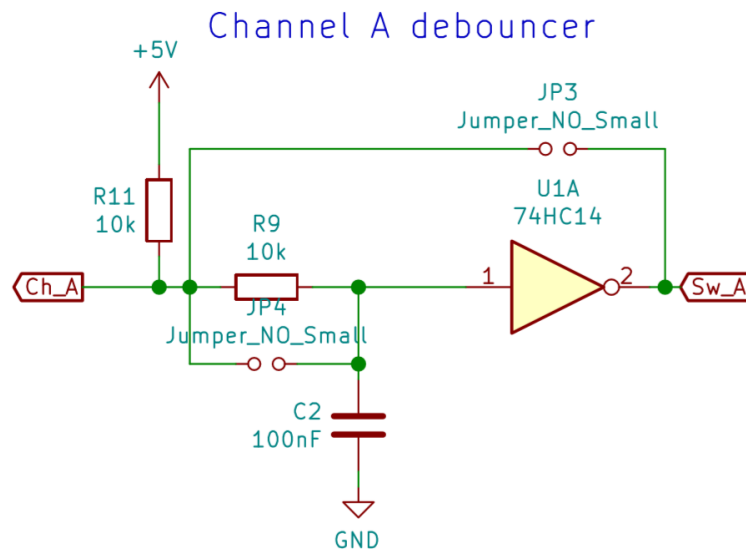 Channel A debouncer
+5V
JP3
Jumper_NO_Small
U1A
74HC14
R11
10k
R9
10k
Ch_A
1
2
Sw_A
JP4
Jumper_NO_Small
C2
100nF
GND